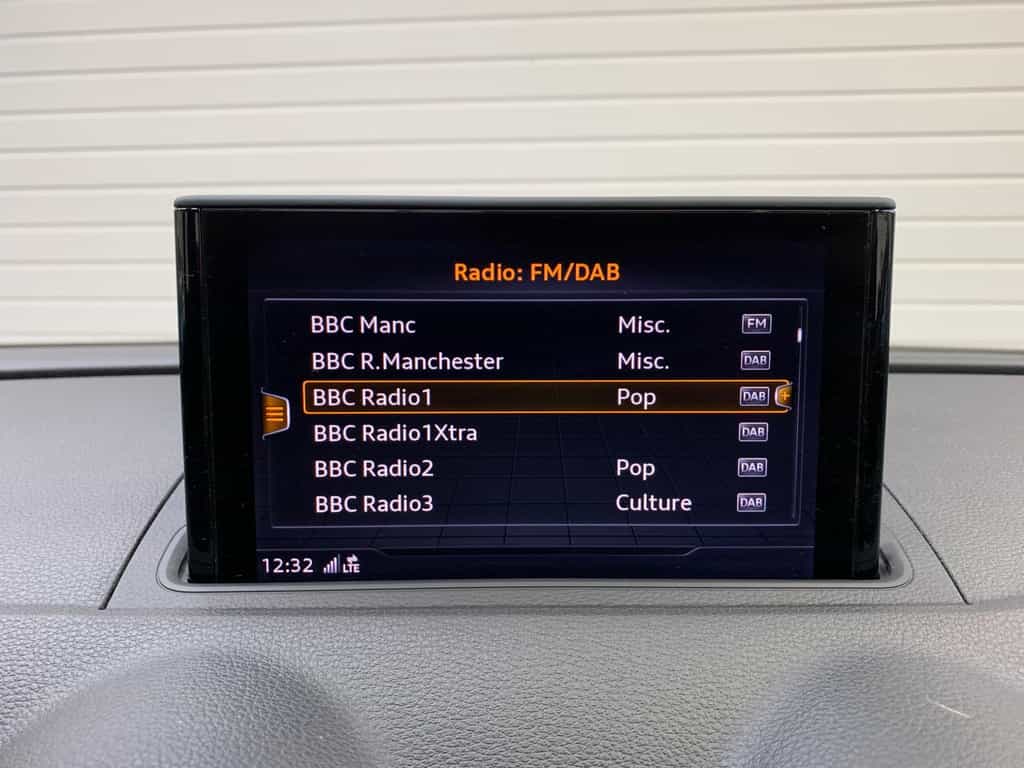 Radio: FM/DAB
BBC Manc Misc. FM
BBC R.Manchester Misc. DAB
BBC Radio1 Pop DAB
BBC Radio1Xtra DAB
BBC Radio2 Pop DAB
BBC Radio3 Culture DAB
12:32 LTE